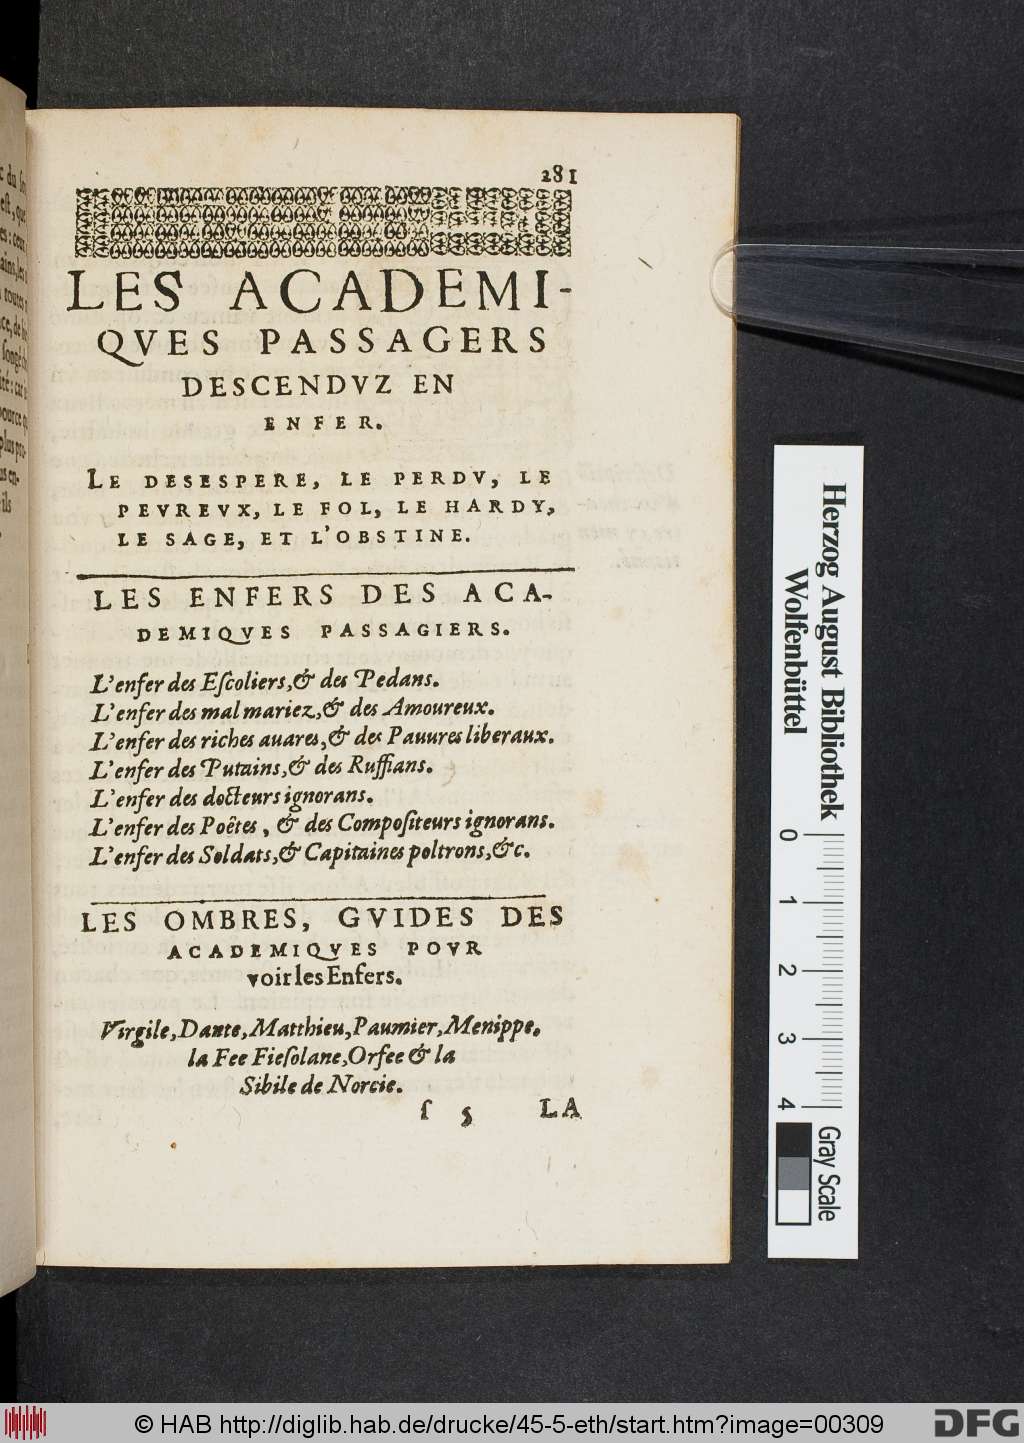 281
LES ACADEMI-
QVES PASSAGERS
DESCENDVZ EN
ENFER.
LE DESESPERE, LE PERDV, LE
PEVREVX, LE FOL, LE HARDY,
LE SAGE, ET L'OBSTINE.
LES ENFERS DES ACA-
DEMIQVES PASSAGIERS.
L'enfer des Eſcoliers, & des Pedans.
L'enfer des mal mariez, & des Amoureux.
L'enfer des riches auares, & des Pauures liberaux.
L'enfer des Putains, & des Ruffians.
L'enfer des docteurs ignorans.
L'enfer des Poëtes, & des Compoſiteurs ignorans.
L'enfer des Soldats, & Capitaines poltrons, &c.
LES OMBRES, GVIDES DES
ACADEMIQVES POVR
voir les Enfers.
Virgile, Dante, Matthieu, Paumier, Menippe.
la Fee Fieſolane, Orfee & la
Sibile de Norcie.
ſ 5 LA
Herzog August Bibliothek
Wolfenbüttel
0 1 2 3 4
Gray Scale
© HAB http://diglib.hab.de/drucke/45-5-eth/start.htm?image=00309
DFG